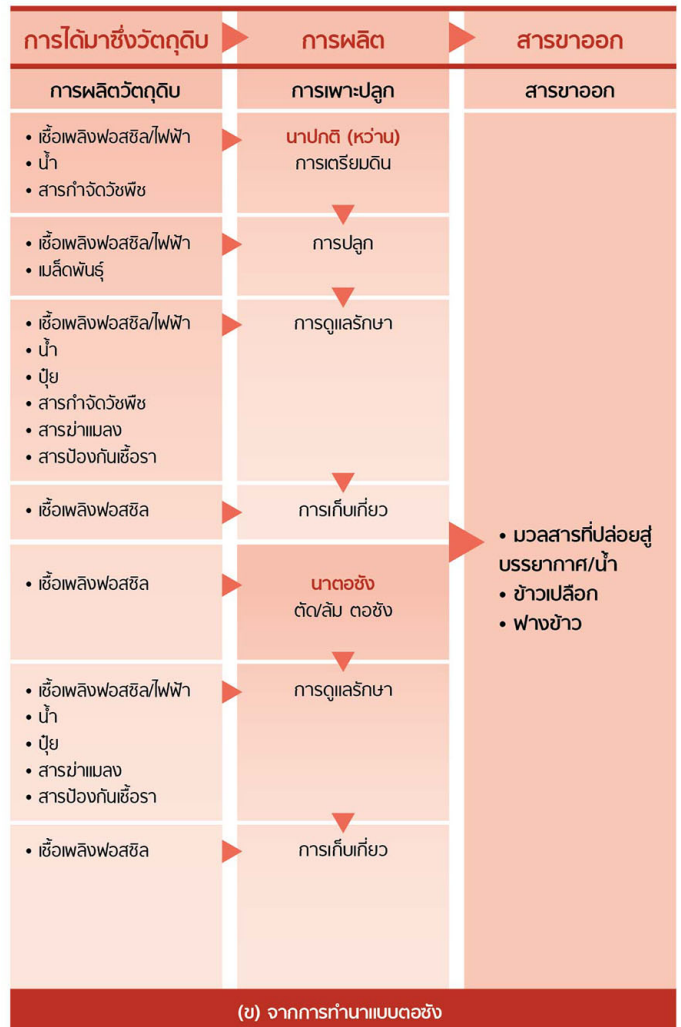 การได้มาซึ่งวัตถุดิบ
การผลิต
สารขาออก
การผลิตวัตถุดิบ
การเพาะปลูก
สารขาออก
• เชื้อเพลิงฟอสซิล/ไฟฟ้า
• น้ำ
• สารกำจัดวัชพืช
นาปกติ (หว่าน)
การเตรียมดิน
• เชื้อเพลิงฟอสซิล/ไฟฟ้า
• เมล็ดพันธุ์
การปลูก
• เชื้อเพลิงฟอสซิล/ไฟฟ้า
• น้ำ
• ปุ๋ย
• สารกำจัดวัชพืช
• สารฆ่าแมลง
• สารป้องกันเชื้อรา
การดูแลรักษา
• เชื้อเพลิงฟอสซิล
การเก็บเกี่ยว
• เชื้อเพลิงฟอสซิล
นาตอซัง
ตัด/ล้ม ตอซัง
• เชื้อเพลิงฟอสซิล/ไฟฟ้า
• น้ำ
• ปุ๋ย
• สารฆ่าแมลง
• สารป้องกันเชื้อรา
การดูแลรักษา
• เชื้อเพลิงฟอสซิล
การเก็บเกี่ยว
• มวลสารที่ปล่อยสู่
บรรยากาศ/น้ำ
• ข้าวเปลือก
• ฟางข้าว
(ข) จากการทำนาแบบตอซัง